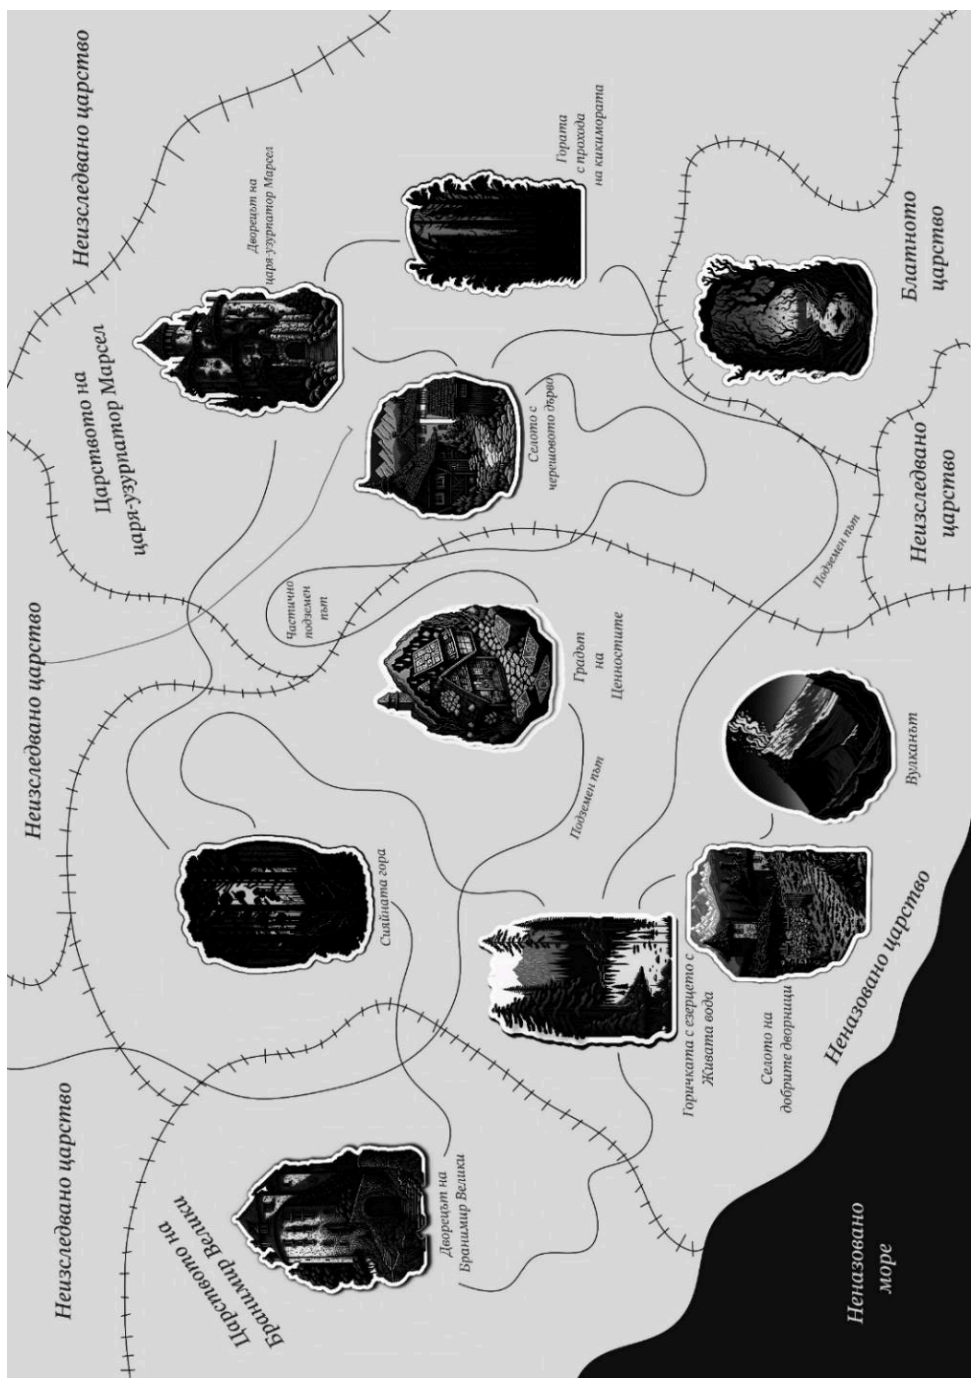 Неизследвано царство
Царството на
Бранимир Велики
Дворецът на
Бранимир Велики
Неизследвано царство
Сияйната гора
Горичката с езерцето с
Живата вода
Селото на
добрите дворници
Вулканът
Неназовано царство
Неназовано
море
Подземен път
Градът
на
Ценностите
Частично
подземен
път
Царството на
царя-узурпатор Марсел
Неизследвано царство
Дворецът на
царя-узурпатор Марсел
Селото с
черешовото дърво
Гората
с прохода
на кикимората
Подземен път
Блатното
царство
Неизследвано
царство